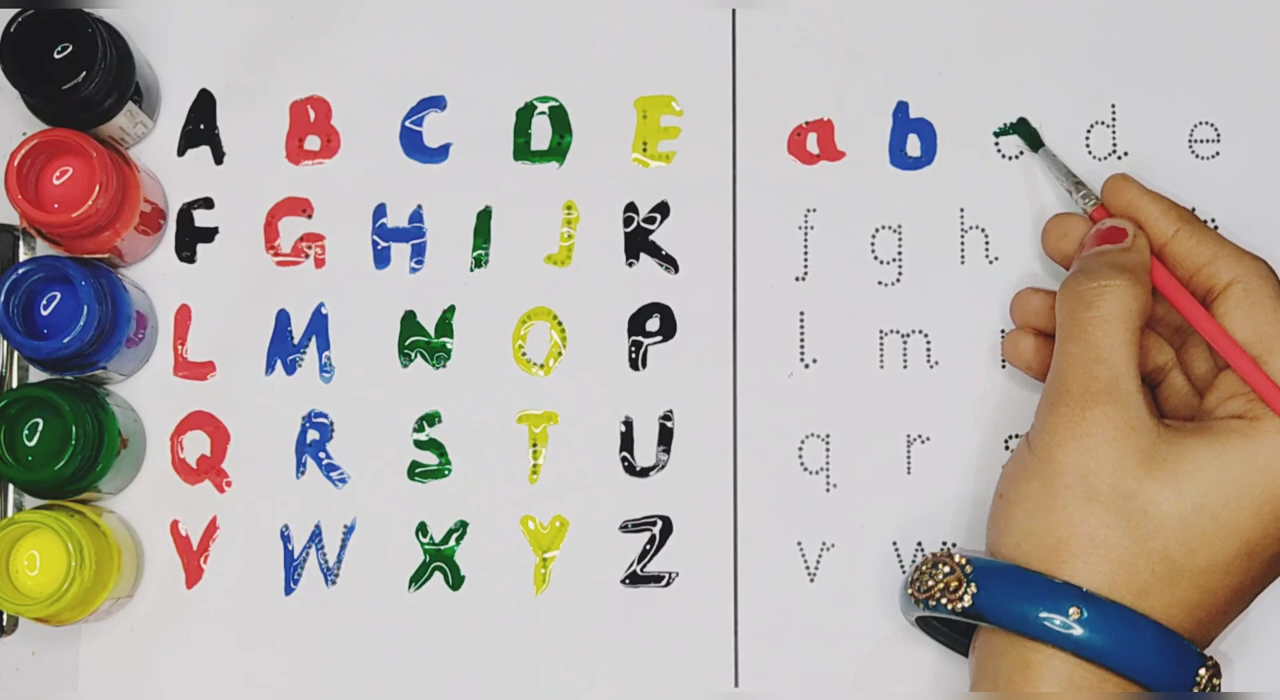 A B C D E
F G H I J K
L M N O P
Q R S T U
V W X Y Z
a b c d e
f g h
l m
q r
v w